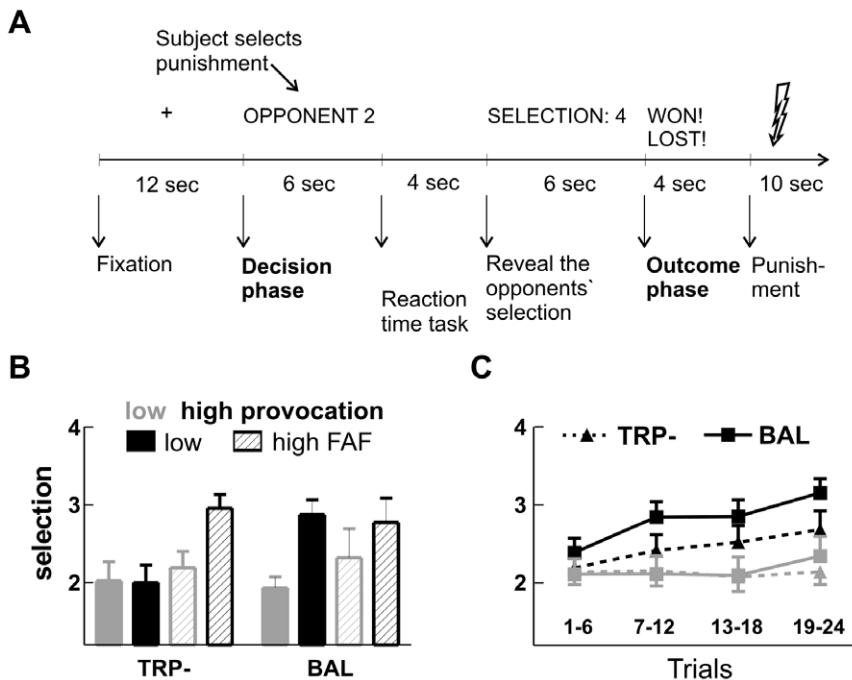 A
Subject selects
punishment
+
OPPONENT 2
SELECTION: 4
WON!
LOST!
12 sec
6 sec
4 sec
6 sec
4 sec
10 sec
Fixation
Decision
phase
Reaction
time task
Reveal the
opponents`
selection
Outcome
phase
Punish-
ment
B
low high provocation
low
high FAF
selection
4
3
2
TRP-
BAL
C
TRP-
BAL
4
3
2
1-6
7-12
13-18
19-24
Trials